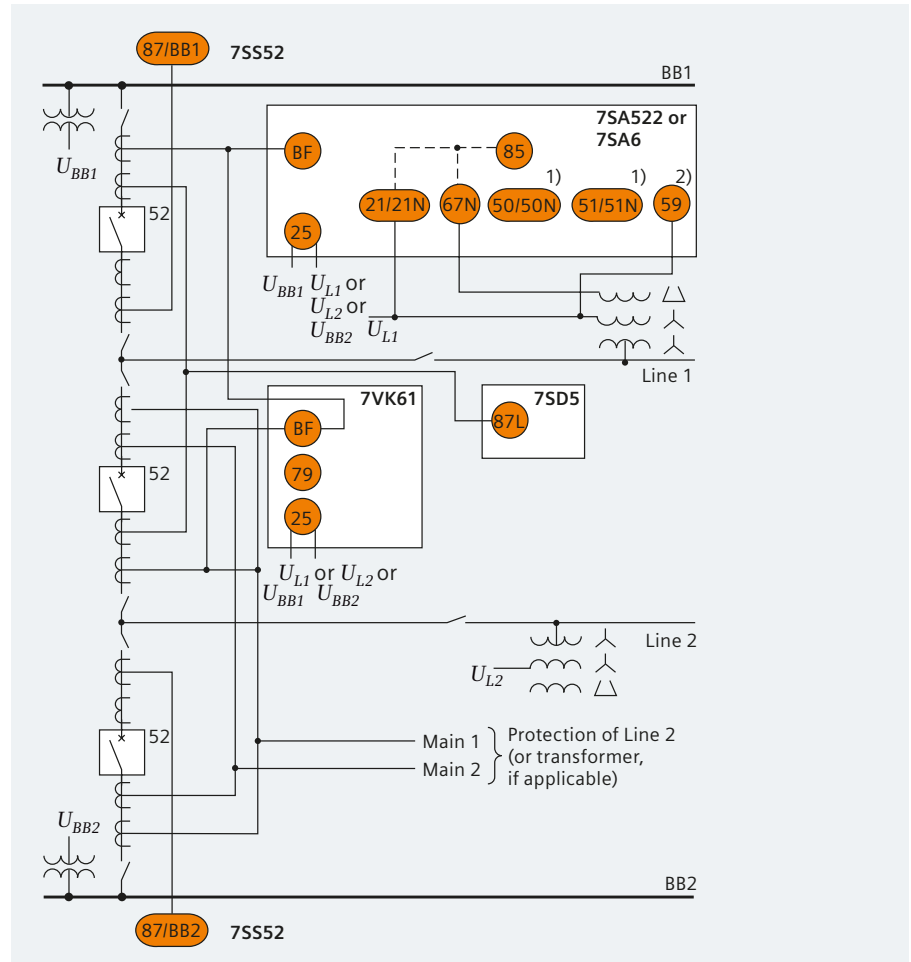 87/BB1 7SS52
BB1
U_BB1
7SA522 or
7SA6
BF
85
21/21N
67N
1)
50/50N
1)
51/51N
2)
59
25
52
U_BB1 U_L1 or
U_L2 or
U_BB2
U_L1
Line 1
7VK61
BF
79
25
7SD5
87L
52
U_L1 or U_L2 or
U_BB1 U_BB2
Line 2
U_L2
52
Main 1
Main 2
Protection of Line 2
(or transformer,
if applicable)
U_BB2
BB2
87/BB2 7SS52